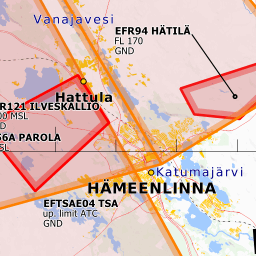 Vanajavesi
EFR94 HÄTILÄ
FL 170
GND
Hattula
R121 ILVESKALLIO
00 MSL
D
56A PAROLA
SL
Katumajärvi
HÄMEENLINNA
EFTSAE04 TSA
up. limit ATC
GND